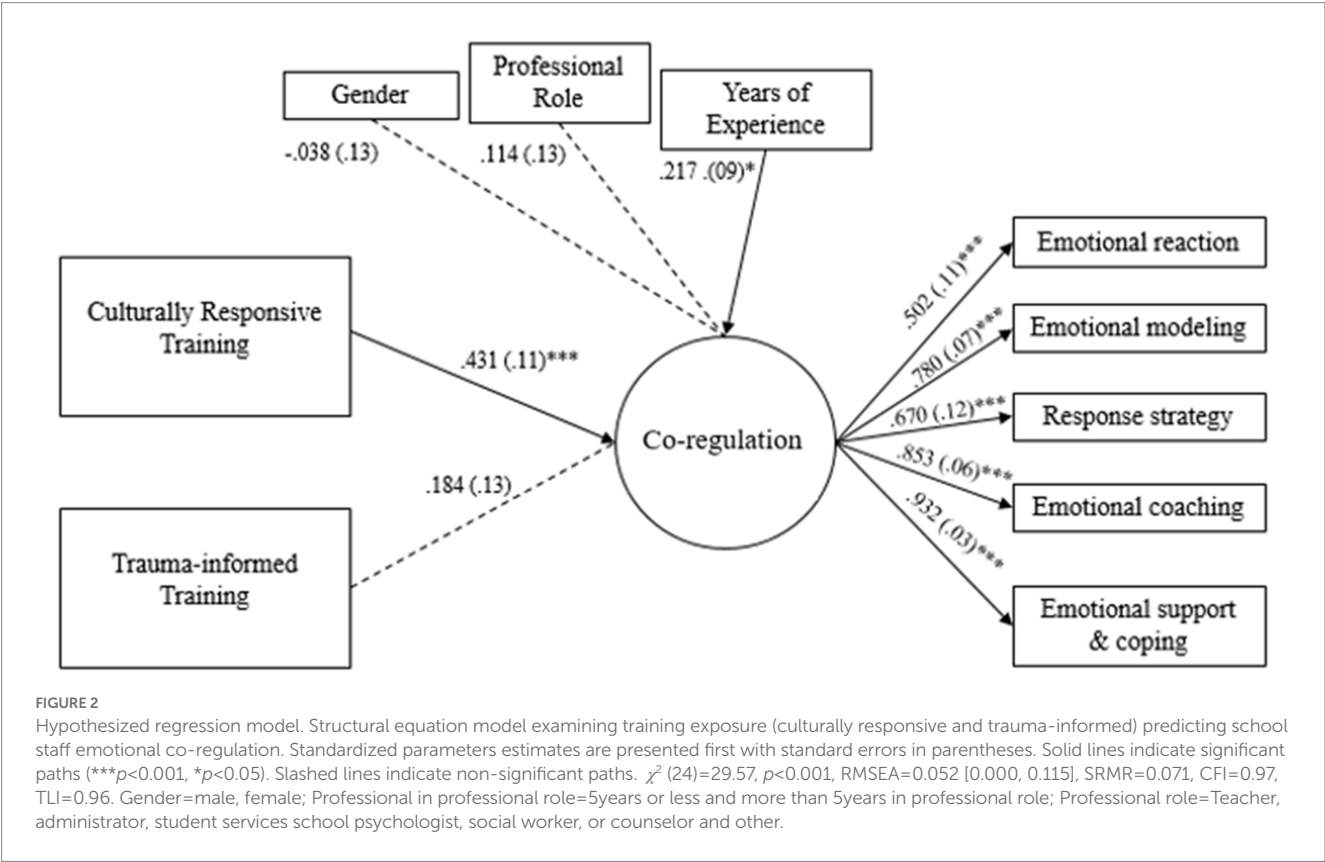 Gender
Professional
Role
Years of
Experience
-.038 (.13)
.114 (.13)
.217 .(09)*
Culturally Responsive
Training
.431 (.11)***
Trauma-informed
Training
.184 (.13)
Co-regulation
.502 (.11)***
.780 (.07)***
.670 (.12)***
.853 (.06)***
.932 (.03)***
Emotional reaction
Emotional modeling
Response strategy
Emotional coaching
Emotional support
& coping
FIGURE 2
Hypothesized regression model. Structural equation model examining training exposure (culturally responsive and trauma-informed) predicting school
staff emotional co-regulation. Standardized parameters estimates are presented first with standard errors in parentheses. Solid lines indicate significant
paths (***p<0.001, *p<0.05). Slashed lines indicate non-significant paths. χ² (24)=29.57, p<0.001, RMSEA=0.052 [0.000, 0.115], SRMR=0.071, CFI=0.97,
TLI=0.96. Gender=male, female; Professional in professional role=5years or less and more than 5years in professional role; Professional role=Teacher,
administrator, student services school psychologist, social worker, or counselor and other.